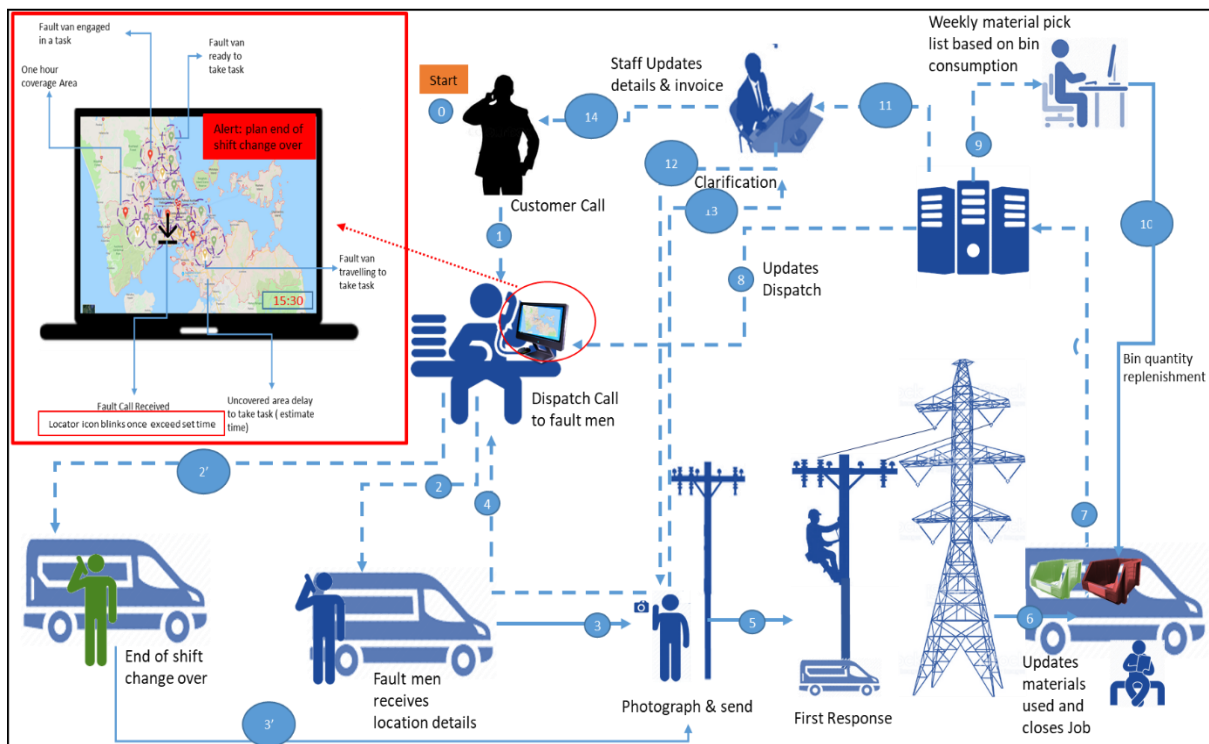 Fault van engaged
in a task
Fault van
ready to
take task
One hour
coverage Area
Alert: plan end of
shift change over
Fault van
travelling to
take task
15:30
Fault Call Received
Locator icon blinks once exceed set time
Uncovered area delay
to take task ( estimate
time)
Start
0
Customer Call
1
Dispatch Call
to fault men
Staff Updates
details & invoice
14
11
12
Clarification
13
Weekly material pick
list based on bin
consumption
9
10
8
Updates
Dispatch
Bin quantity
replenishment
7
2'
2
4
End of shift
change over
3'
Fault men
receives
location details
3
Photograph & send
5
First Response
6
Updates
materials
used and
closes Job